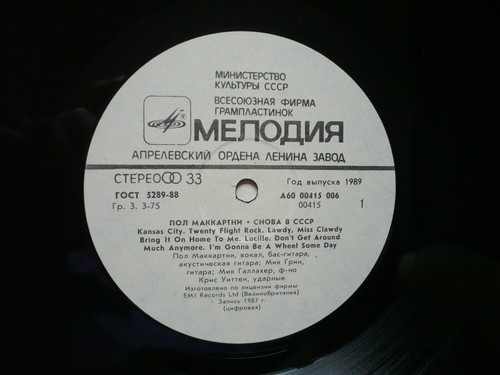 МИНИСТЕРСТВО
КУЛЬТУРЫ СССР
ВСЕСОЮЗНАЯ ФИРМА
ГРАМПЛАСТИНОК
МЕЛОДИЯ
АПРЕЛЕВСКИЙ ОРДЕНА ЛЕНИНА ЗАВОД
СТЕРЕО 33
Год выпуска 1989
ГОСТ 5289-88
А60 00415 006
Гр. 3. 3-75
00415
1
ПОЛ МАККАРТНИ • СНОВА В СССР
Kansas City. Twenty Flight Rock. Lawdy, Miss Clawdy
Bring It On Home To Me. Lucille. Don't Get Around
Much Anymore. I'm Gonna Be A Wheel Some Day
Пол Маккартни, вокал, бас-гитара,
акустическая гитара; Мик Грин,
гитара; Мик Галлахер, ф-но
Крис Уиттен, ударные
Изготовлено по лицензии фирмы
EMI Records Ltd (Великобритания)
Запись 1987 г.
(цифровая)